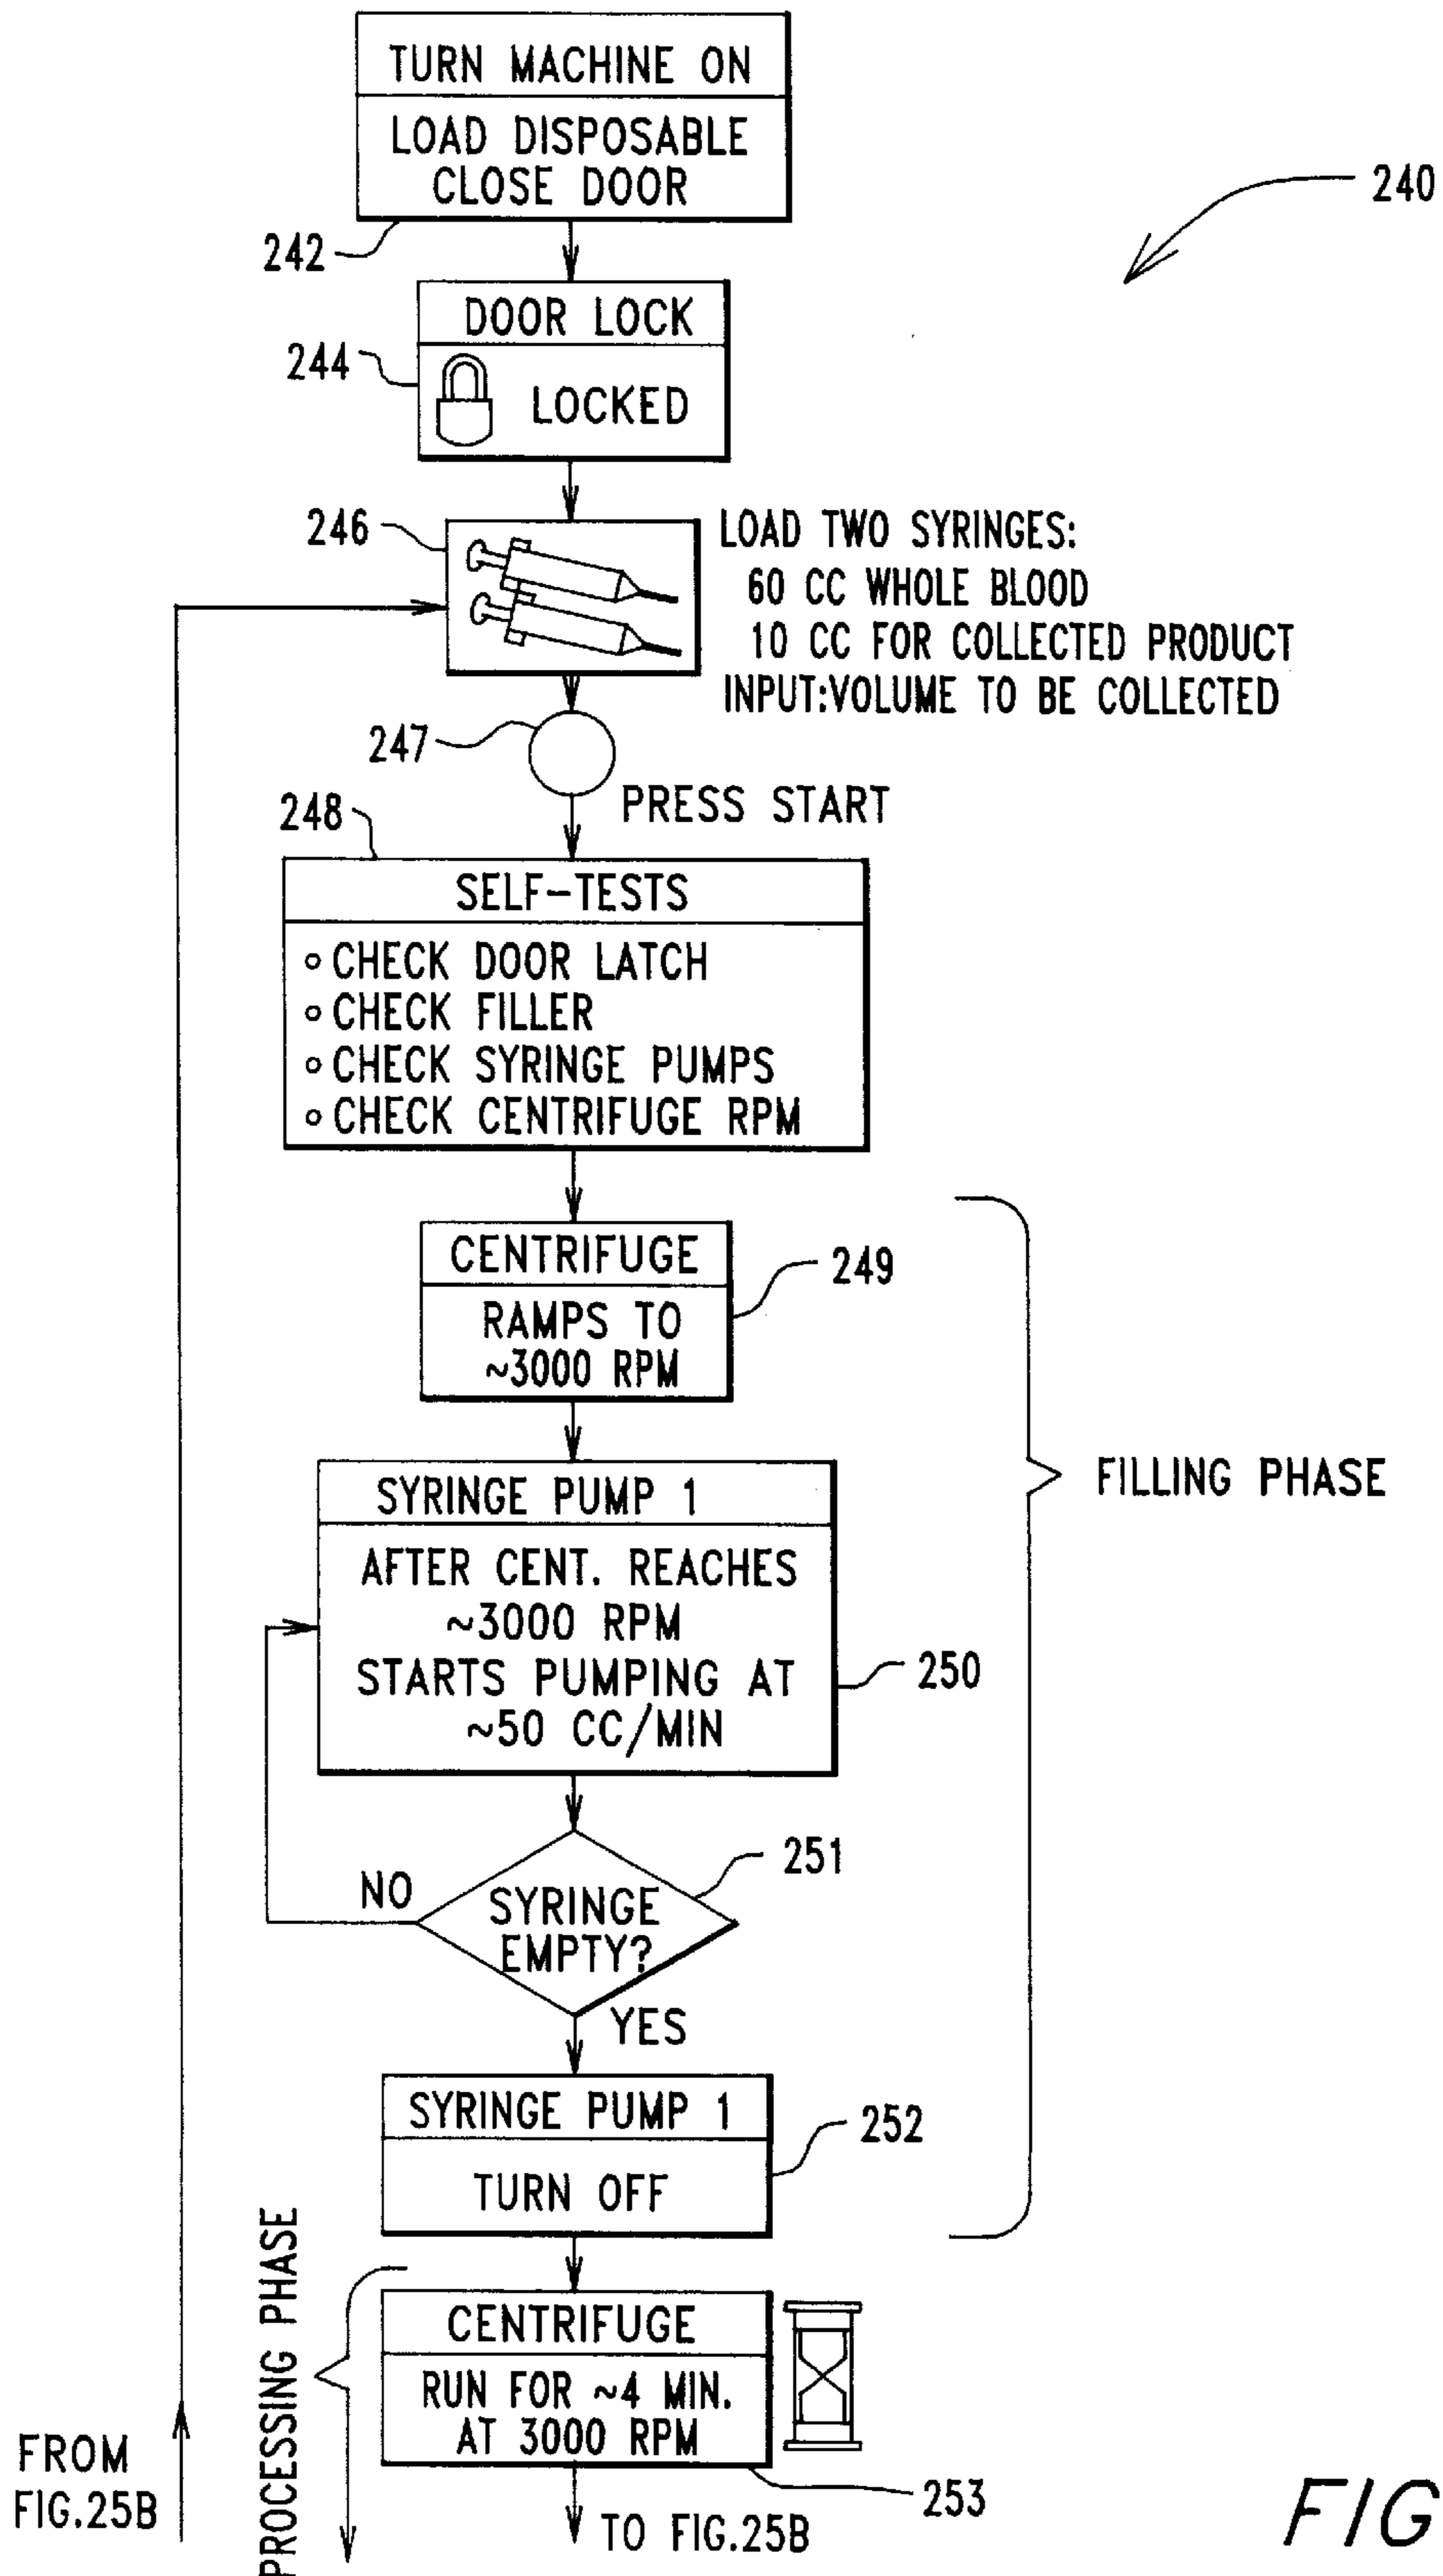 TURN MACHINE ON
LOAD DISPOSABLE
CLOSE DOOR
240
242
DOOR LOCK
244
LOCKED
246
LOAD TWO SYRINGES:
60 CC WHOLE BLOOD
10 CC FOR COLLECTED PRODUCT
INPUT:VOLUME TO BE COLLECTED
247
PRESS START
248
SELF-TESTS
○ CHECK DOOR LATCH
○ CHECK FILLER
○ CHECK SYRINGE PUMPS
○ CHECK CENTRIFUGE RPM
CENTRIFUGE
249
RAMPS TO
~3000 RPM
FILLING PHASE
SYRINGE PUMP 1
AFTER CENT. REACHES
~3000 RPM
STARTS PUMPING AT
~50 CC/MIN
250
251
NO
SYRINGE
EMPTY?
YES
SYRINGE PUMP 1
252
TURN OFF
PROCESSING PHASE
CENTRIFUGE
RUN FOR ~4 MIN.
AT 3000 RPM
253
FROM
FIG.25B
TO FIG.25B
FIG